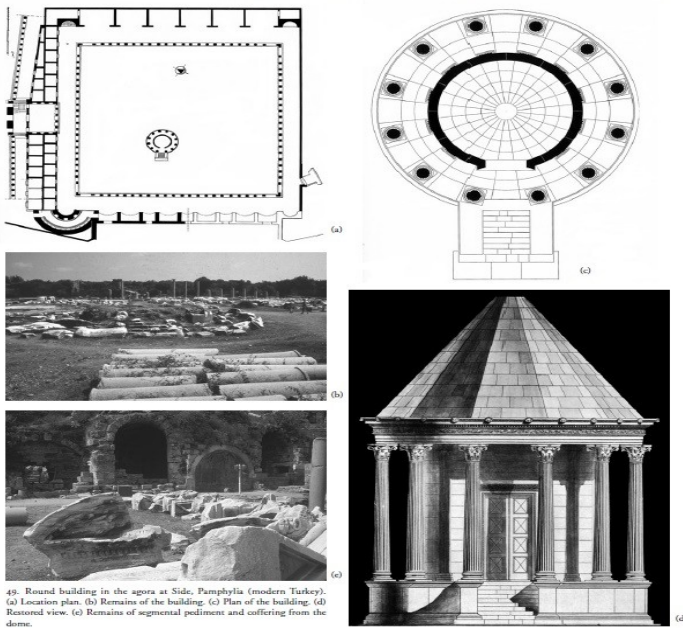 (a)
(c)
(b)
(e)
(d)
49. Round building in the agora at Side, Pamphylia (modern Turkey).
(a) Location plan. (b) Remains of the building. (c) Plan of the building. (d)
Restored view. (e) Remains of segmental pediment and coffering from the
dome.